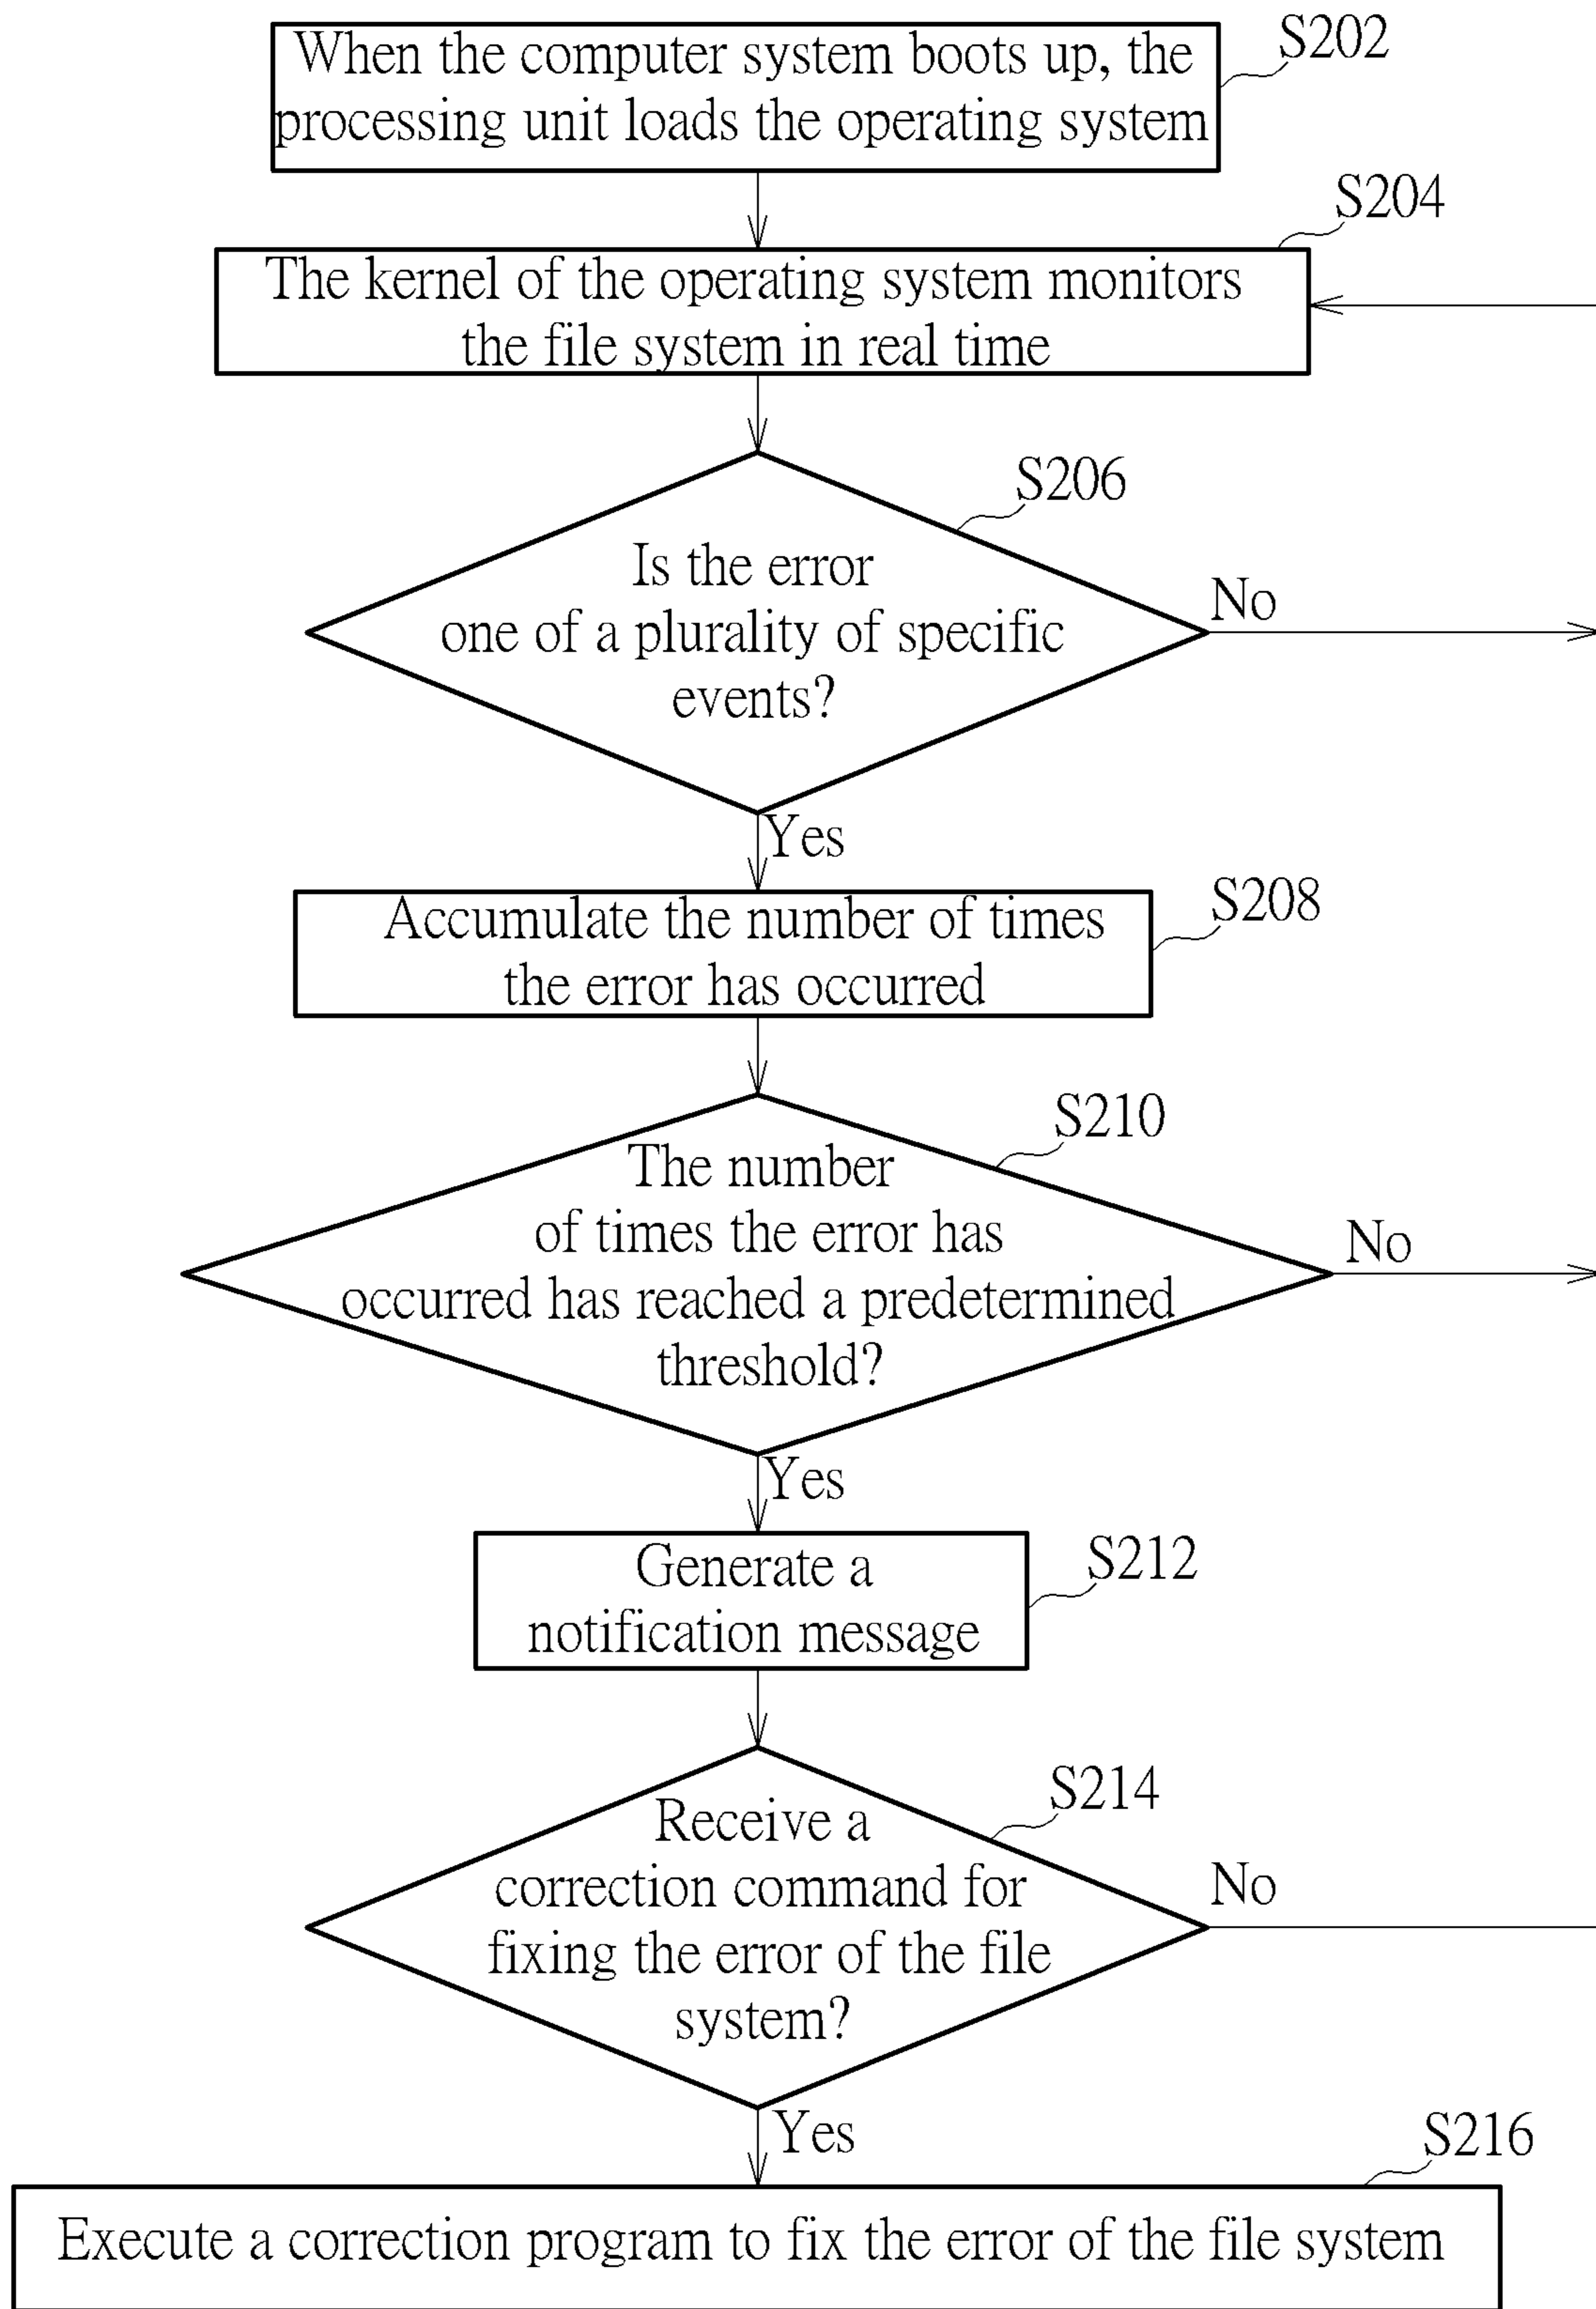 When the computer system boots up, the
processing unit loads the operating system
S202
S204
The kernel of the operating system monitors
the file system in real time
S206
Is the error
one of a plurality of specific
events?
No
Yes
S208
Accumulate the number of times
the error has occurred
S210
The number
of times the error has
occurred has reached a predetermined
threshold?
No
Yes
Generate a
notification message
S212
S214
Receive a
correction command for
fixing the error of the file
system?
No
Yes
S216
Execute a correction program to fix the error of the file system